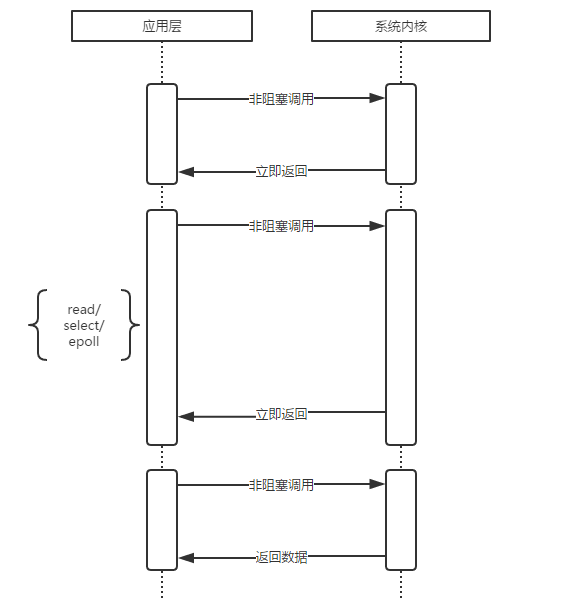 应用层
系统内核
非阻塞调用
立即返回
非阻塞调用
read/
select/
epoll
立即返回
非阻塞调用
返回数据